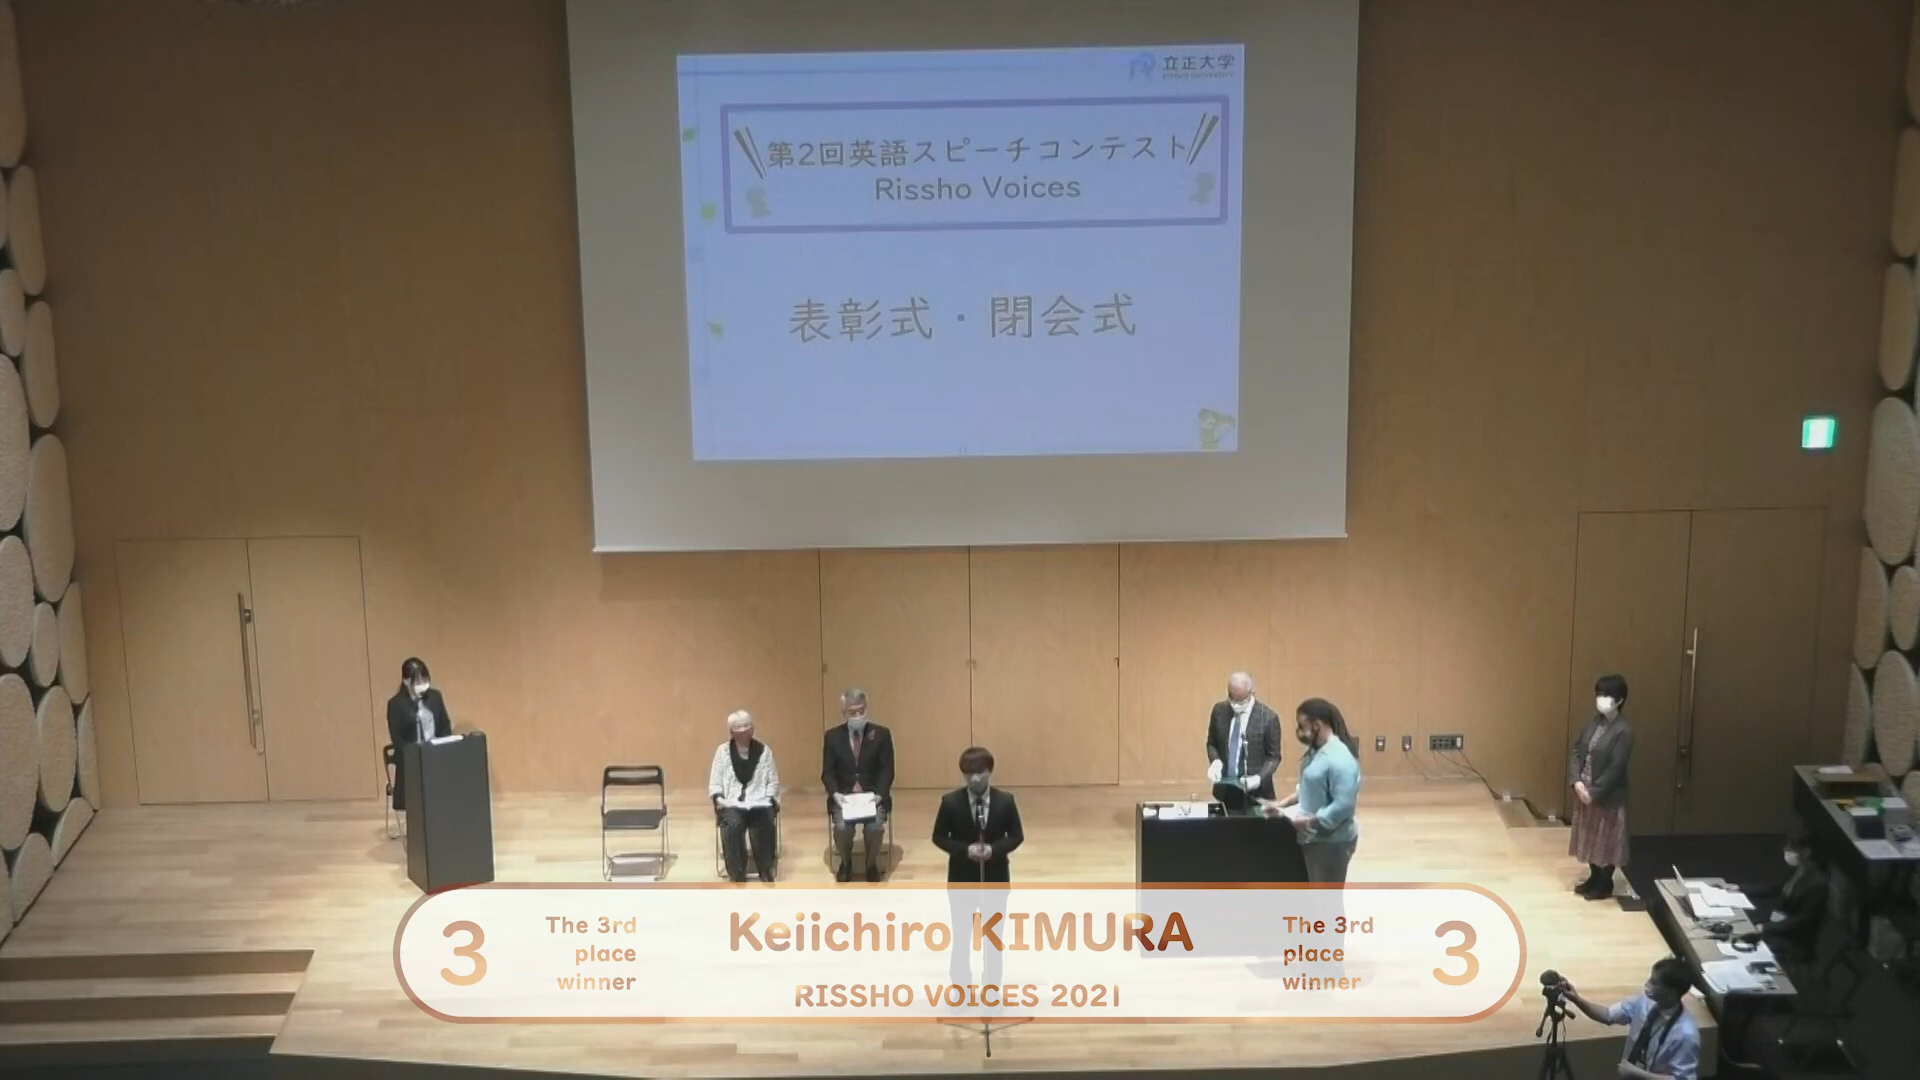 立正大学
RISSHO UNIVERSITY
第2回英語スピーチコンテスト
Rissho Voices
表彰式・閉会式
3
The 3rd
place
winner
Keiichiro KIMURA
RISSHO VOICES 2021
The 3rd
place
winner
3